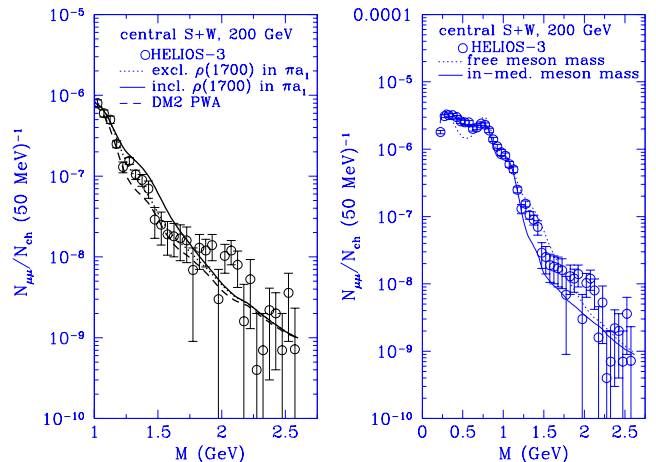 central S+W, 200 GeV
HELIOS-3
excl. ρ(1700) in πa₁
incl. ρ(1700) in πa₁
DM2 PWA
10⁻⁵
10⁻⁶
10⁻⁷
10⁻⁸
10⁻⁹
10⁻¹⁰
N_μμ/N_ch (50 MeV)⁻¹
1
1.5
2
2.5
M (GeV)
central S+W, 200 GeV
HELIOS-3
free meson mass
in-med. meson mass
0.0001
10⁻⁵
10⁻⁶
10⁻⁷
10⁻⁸
10⁻⁹
10⁻¹⁰
N_μμ/N_ch (50 MeV)⁻¹
0
0.5
1
1.5
2
2.5
M (GeV)